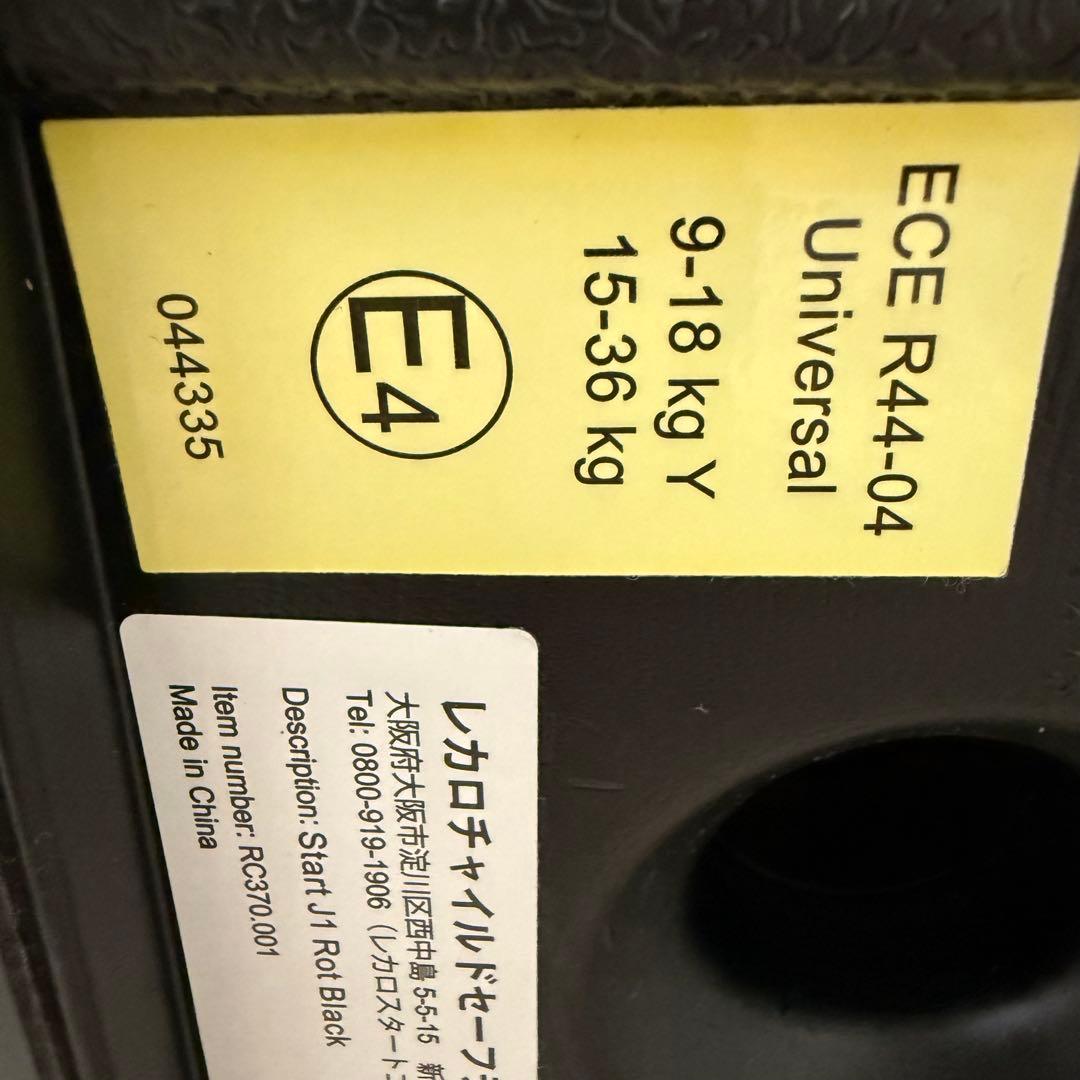 ECE R44-04
Universal
9-18 kg Y
15-36 kg
E4
044335
レカロチャイルドセーフ
大阪府大阪市淀川区西中島 5-5-15 新
Tel: 0800-919-1906（レカロスタート
Description: Start J1 Rot Black
Item number: RC370.001
Made in China